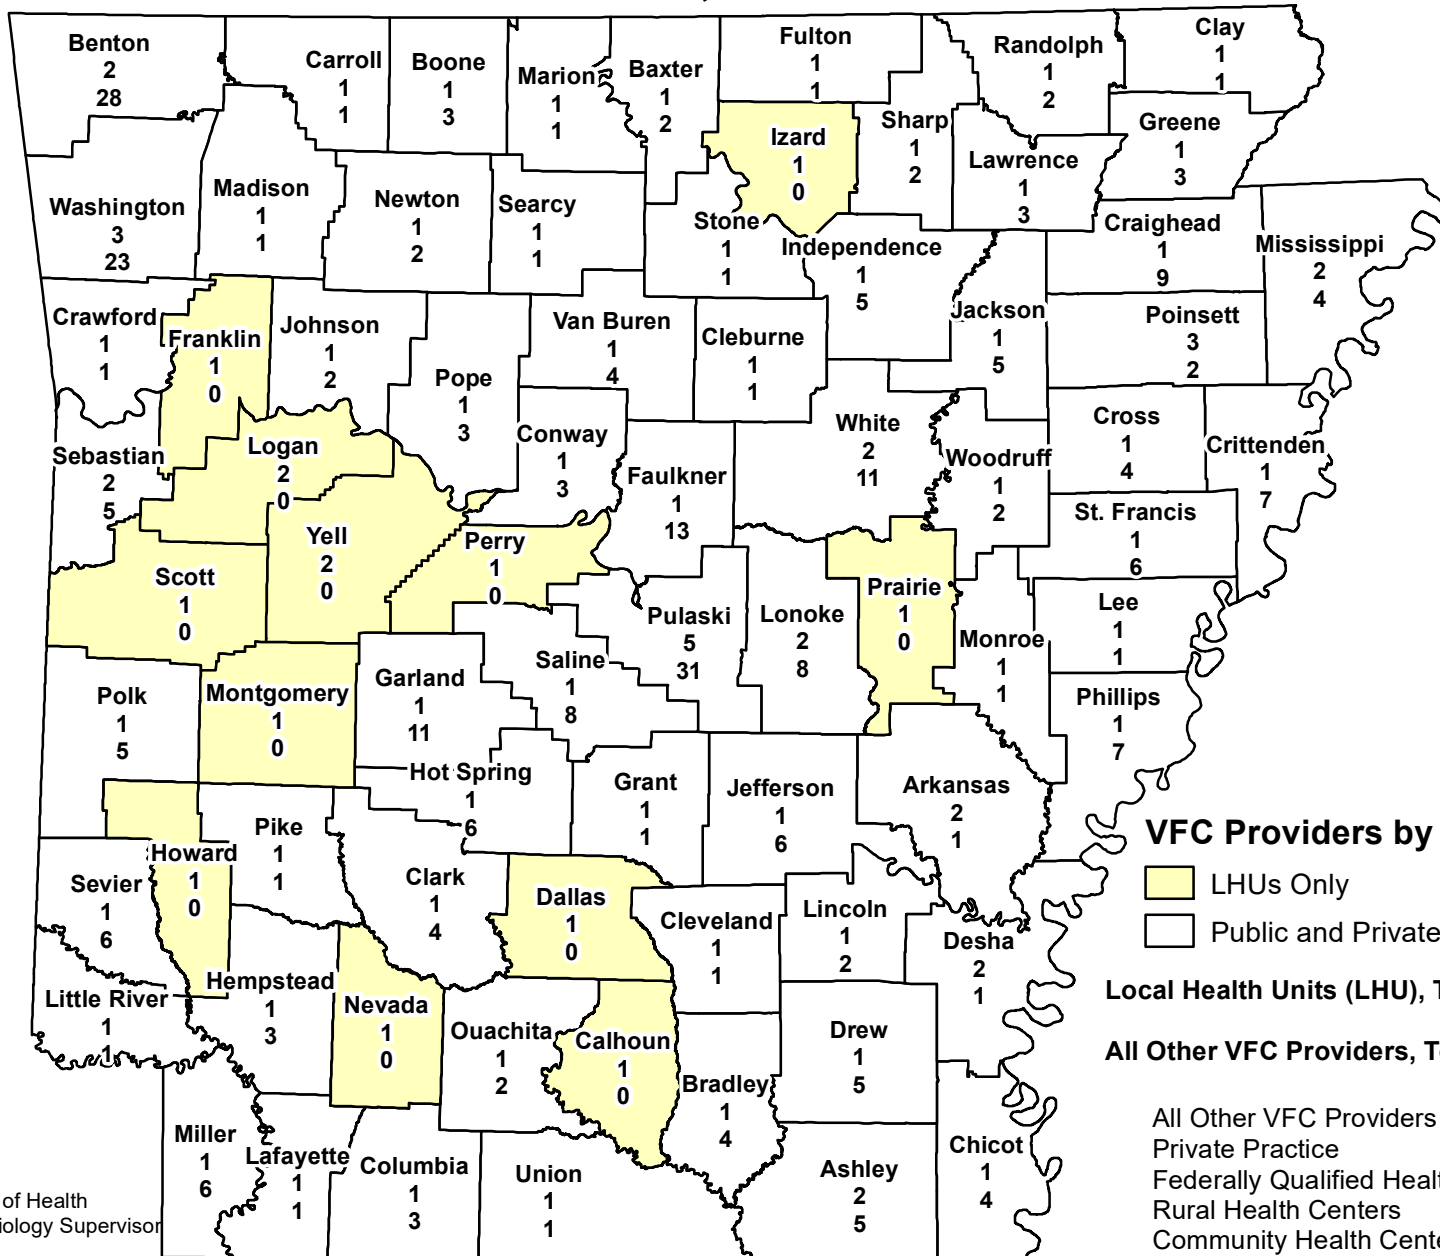 Benton
2
28
Carroll
1
1
Boone
1
3
Marion
1
1
Baxter
1
2
Fulton
1
1
Randolph
1
2
Clay
1
1
Izard
1
0
Sharp
1
2
Lawrence
1
3
Greene
1
3
Washington
3
23
Madison
1
1
Newton
1
2
Searcy
1
1
Stone
1
1
Independence
1
5
Craighead
1
9
Mississippi
2
4
Crawford
1
1
Franklin
1
0
Johnson
1
2
Pope
1
3
Van Buren
1
4
Cleburne
1
1
Jackson
1
5
Poinsett
3
2
Sebastian
2
5
Logan
2
0
Conway
1
3
Faulkner
1
13
White
2
11
Woodruff
1
2
Cross
1
4
Crittenden
1
7
St. Francis
1
6
Scott
1
0
Yell
2
0
Perry
1
0
Pulaski
5
31
Lonoke
2
8
Prairie
1
0
Monroe
1
1
Lee
1
1
Polk
1
5
Montgomery
1
0
Garland
1
11
Saline
1
8
Phillips
1
7
Hot Spring
1
6
Grant
1
1
Jefferson
1
6
Arkansas
2
1
Howard
1
0
Pike
1
1
Sevier
1
6
Clark
1
4
Dallas
1
0
Cleveland
1
1
Lincoln
1
2
Desha
2
1
Little River
1
1
Hempstead
1
3
Nevada
1
0
Ouachita
1
2
Calhoun
1
0
Bradley
1
4
Drew
1
5
Miller
1
6
Lafayette
1
1
Columbia
1
3
Union
1
1
Ashley
2
5
Chicot
1
4
VFC Providers by
LHUs Only
Public and Private
Local Health Units (LHU), T
All Other VFC Providers, T
All Other VFC Providers
Private Practice
Federally Qualified Healt
Rural Health Centers
Community Health Cent
of Health
iology Supervisor